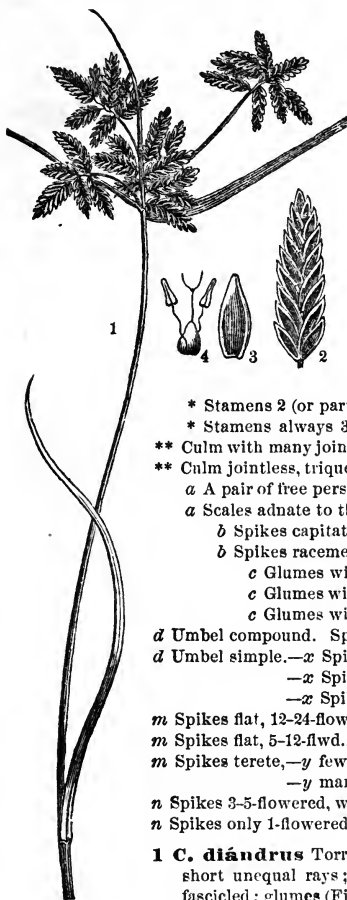 1
4 3 2
* Stamens 2 (or par
* Stamens always 3
** Culm with many join
** Culm jointless, trique
a A pair of free pers
a Scales adnate to th
b Spikes capitat
b Spikes raceme
c Glumes wi
c Glumes wi
c Glumes wi
d Umbel compound. Sp
d Umbel simple.—x Spi
—x Spi
—x Spi
m Spikes flat, 12-24-flow
m Spikes flat, 5-12-flwd.
m Spikes terete,—y few
—y mar
n Spikes 3-5-flowered, w
n Spikes only 1-flowered
1 C. diándrus Torr
short unequal rays;
fascicled; glumes (Fi